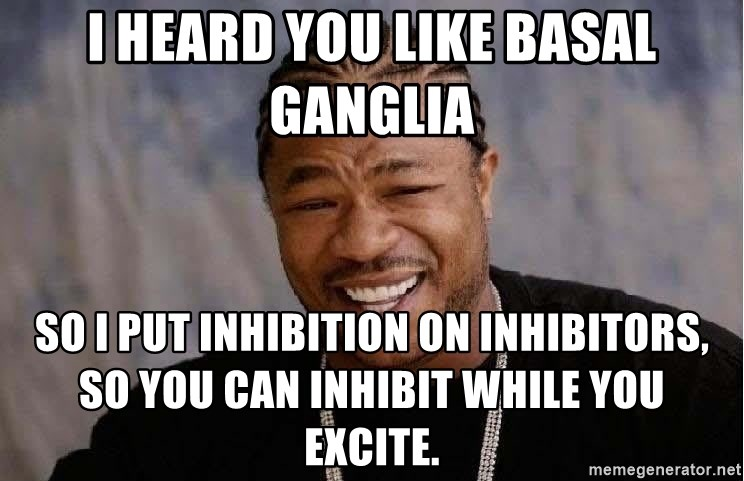 I HEARD YOU LIKE BASAL
GANGLIA
SO I PUT INHIBITION ON INHIBITORS,
SO YOU CAN INHIBIT WHILE YOU
EXCITE.
memegenerator.net